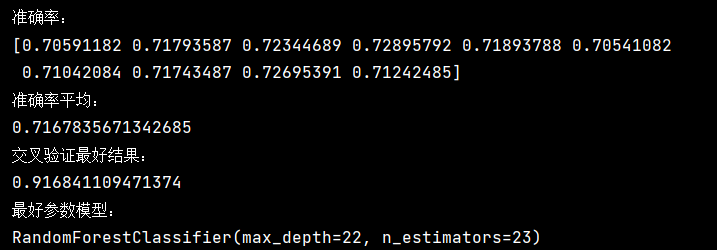 准确率：
[0.70591182 0.71793587 0.72344689 0.72895792 0.71893788 0.70541082
 0.71042084 0.71743487 0.72695391 0.71242485]
准确率平均：
0.7167835671342685
交叉验证最好结果：
0.916841109471374
最好参数模型：
RandomForestClassifier(max_depth=22, n_estimators=23)